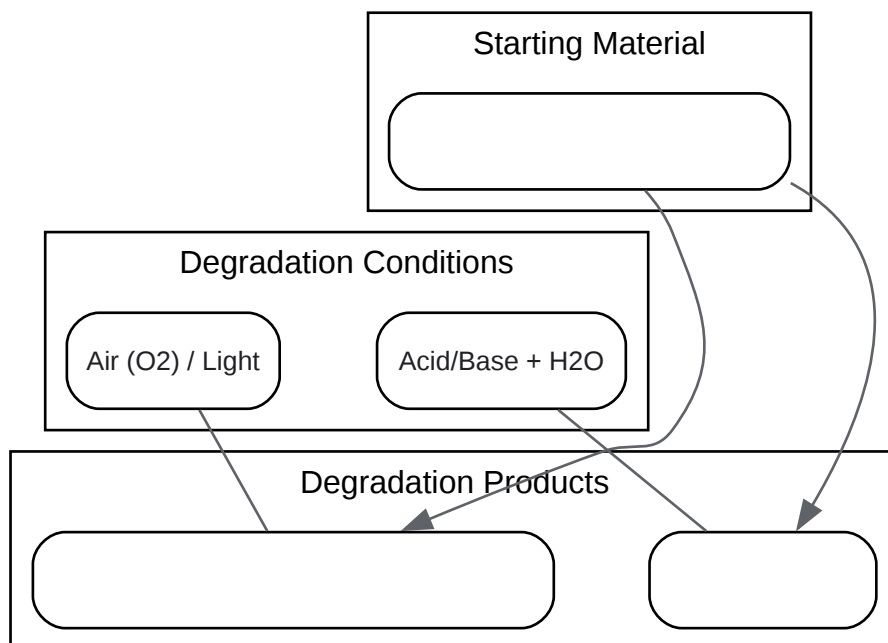 Starting Material
Degradation Conditions
Air (O2) / Light
Acid/Base + H2O
Degradation Products